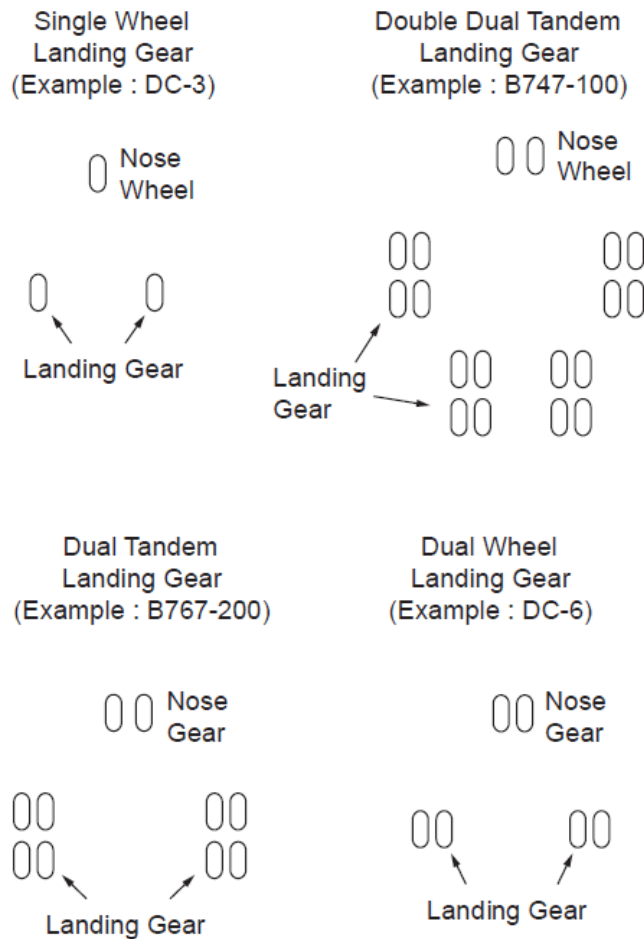 Single Wheel
Landing Gear
(Example : DC-3)
Nose
Wheel
Landing Gear
Double Dual Tandem
Landing Gear
(Example : B747-100)
Nose
Wheel
Landing
Gear
Dual Tandem
Landing Gear
(Example : B767-200)
Nose
Gear
Landing Gear
Dual Wheel
Landing Gear
(Example : DC-6)
Nose
Gear
Landing Gear